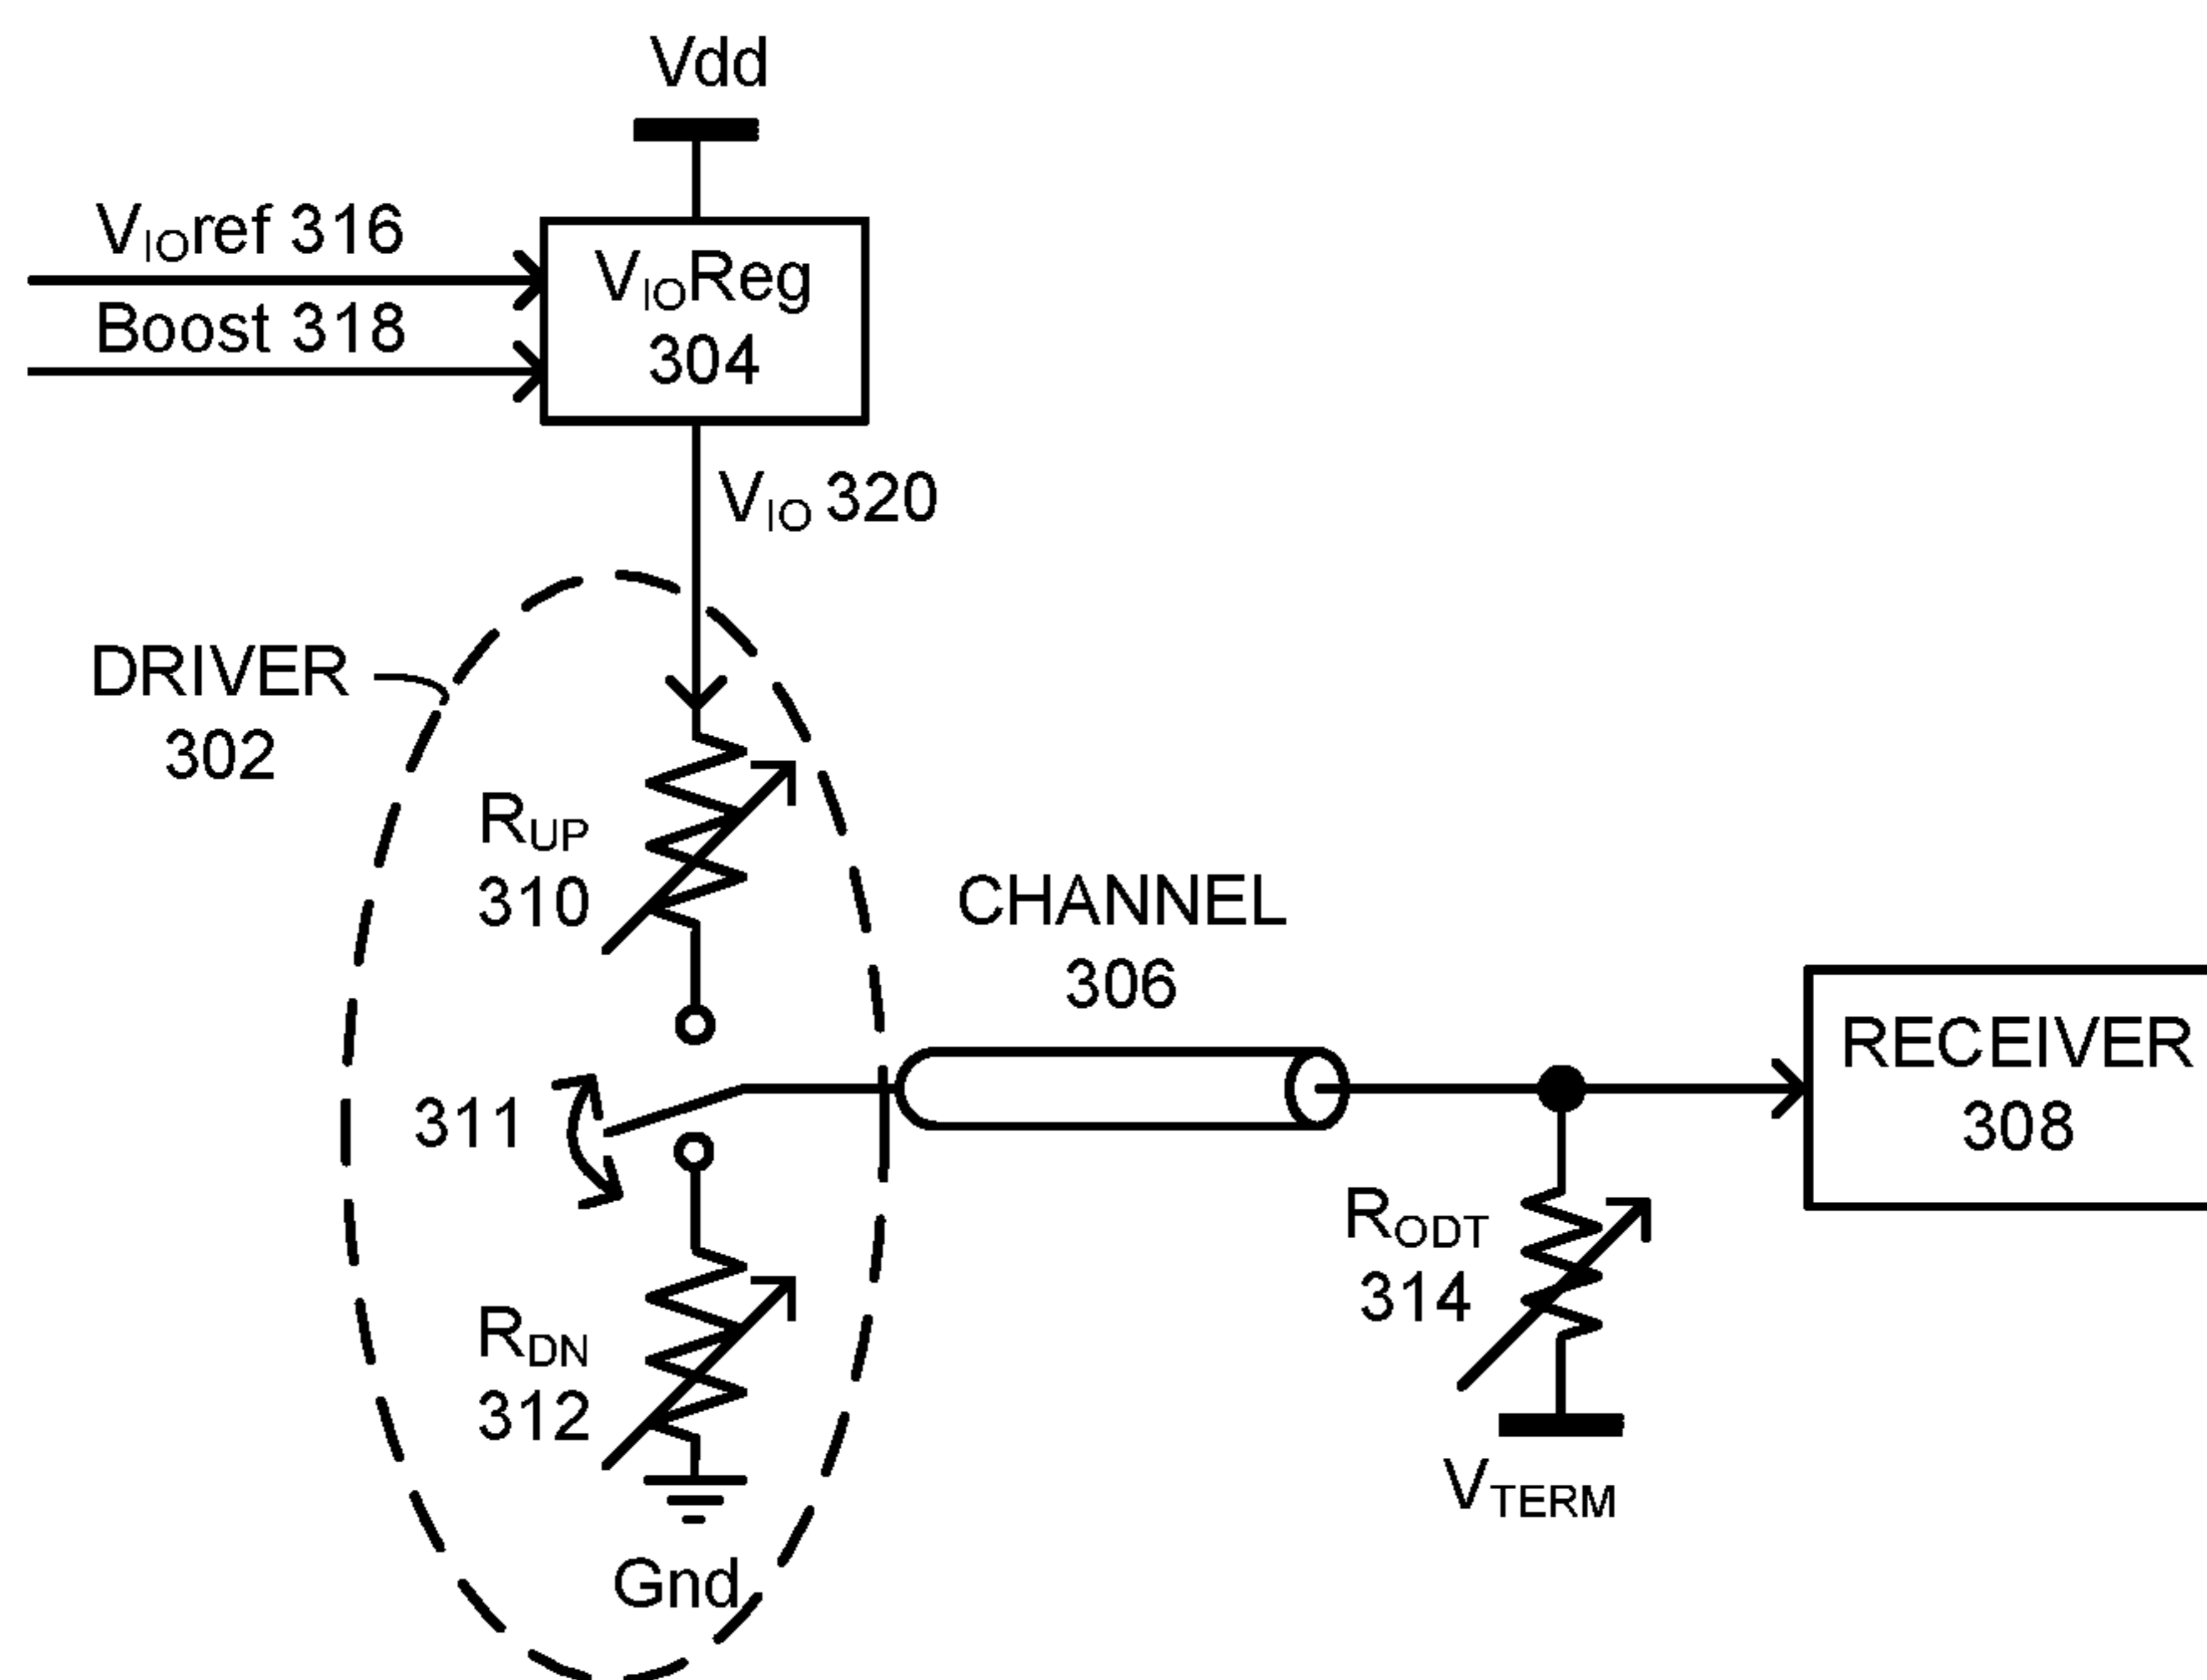 Vdd
VIOref 316
Boost 318
VIOReg
304
VIO 320
DRIVER
302
RUP
310
CHANNEL
306
RECEIVER
308
311
RODT
314
RDN
312
VTERM
Gnd